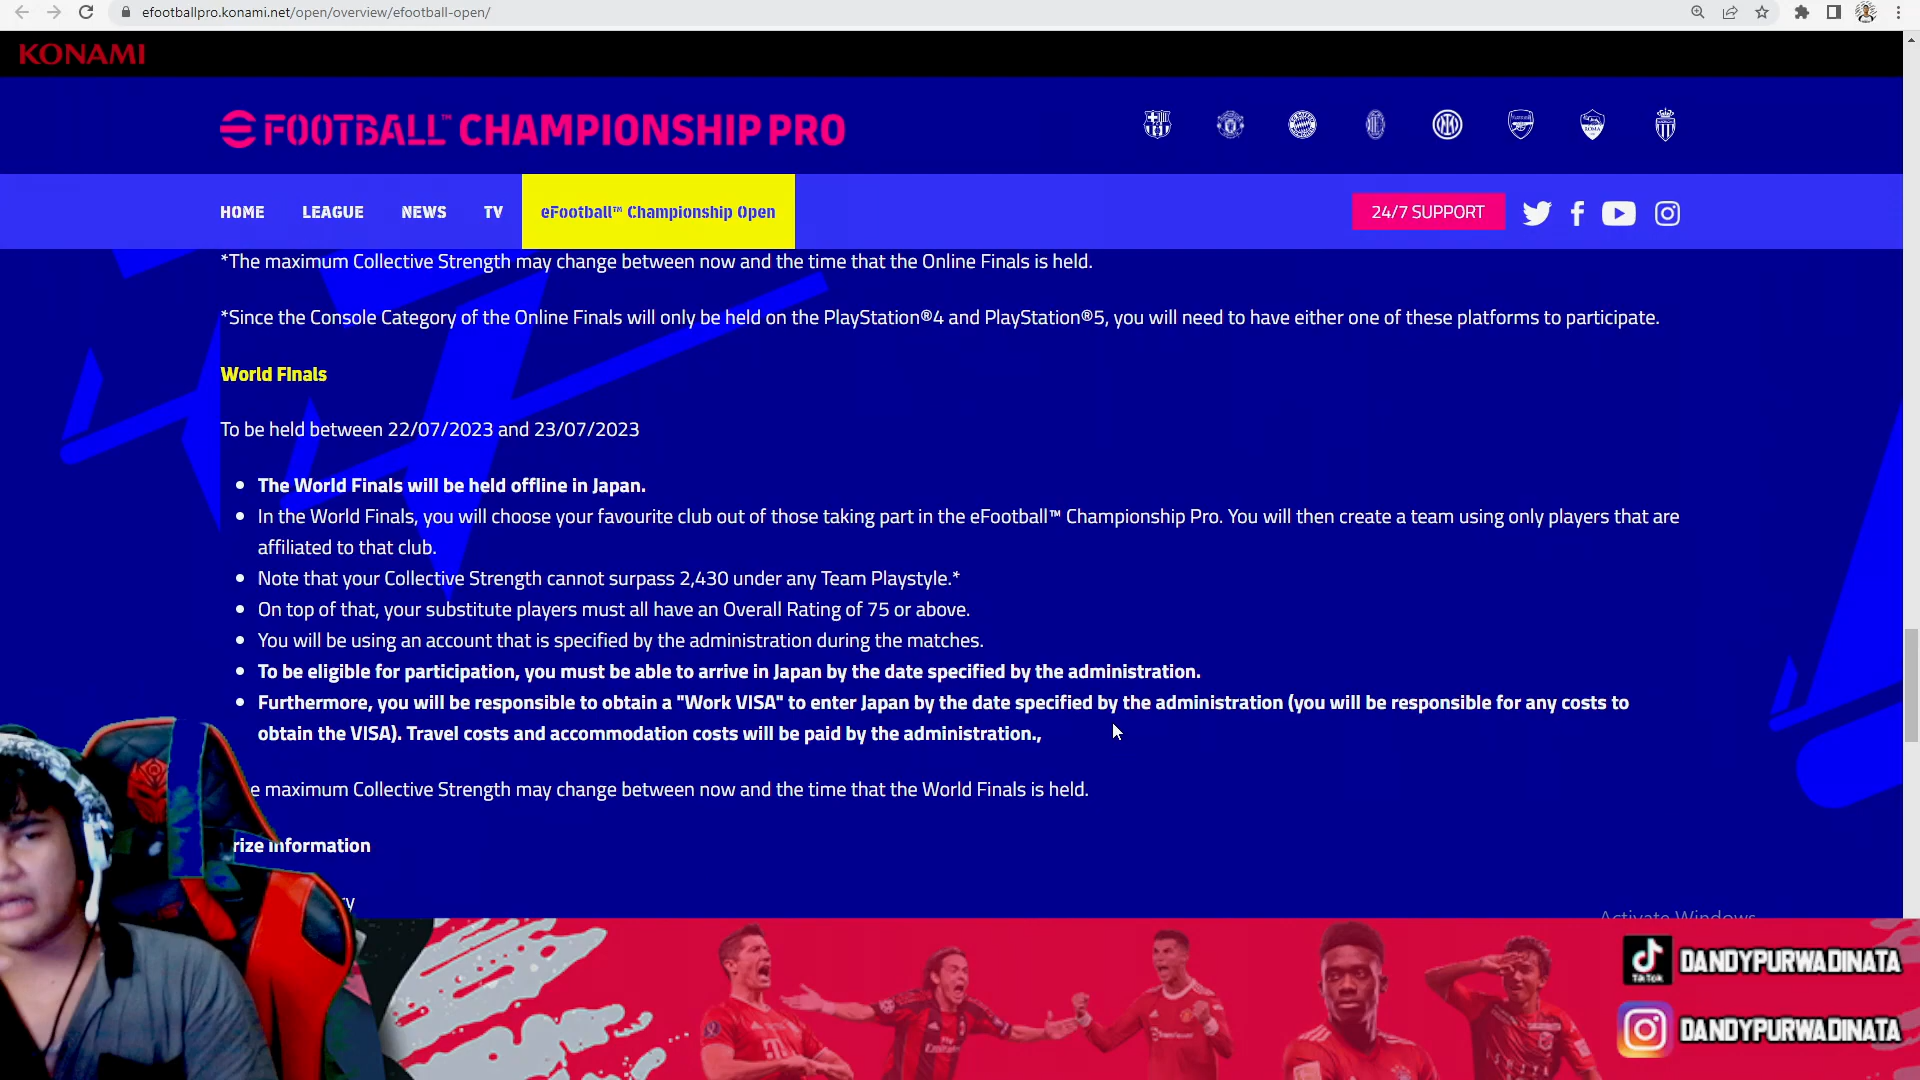 efootballpro.konami.net/open/overview/efootball-open/
KONAMI
FOOTBALL™ CHAMPIONSHIP PRO
HOME LEAGUE NEWS TV eFootball™ Championship Open 24/7 SUPPORT
*The maximum Collective Strength may change between now and the time that the Online Finals is held.
*Since the Console Category of the Online Finals will only be held on the PlayStation®4 and PlayStation®5, you will need to have either one of these platforms to participate.
World Finals
To be held between 22/07/2023 and 23/07/2023
The World Finals will be held offline in Japan.
In the World Finals, you will choose your favourite club out of those taking part in the eFootball™ Championship Pro. You will then create a team using only players that are
affiliated to that club.
Note that your Collective Strength cannot surpass 2,430 under any Team Playstyle.*
On top of that, your substitute players must all have an Overall Rating of 75 or above.
You will be using an account that is specified by the administration during the matches.
To be eligible for participation, you must be able to arrive in Japan by the date specified by the administration.
Furthermore, you will be responsible to obtain a "Work VISA" to enter Japan by the date specified by the administration (you will be responsible for any costs to
obtain the VISA). Travel costs and accommodation costs will be paid by the administration.,
e maximum Collective Strength may change between now and the time that the World Finals is held.
rize Information
ry
Activate Windows
TikTok DANDYPURWADINATA
DANDYPURWADINATA